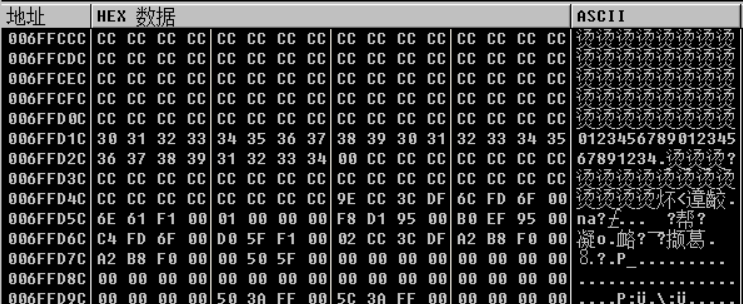 地址 HEX 数据 ASCII
006FFCCC CC CC CC CC CC CC CC CC CC CC CC CC CC CC CC CC 烫烫烫烫烫烫烫烫
006FFCDC CC CC CC CC CC CC CC CC CC CC CC CC CC CC CC CC 烫烫烫烫烫烫烫烫
006FFCEC CC CC CC CC CC CC CC CC CC CC CC CC CC CC CC CC 烫烫烫烫烫烫烫烫
006FFCFC CC CC CC CC CC CC CC CC CC CC CC CC CC CC CC CC 烫烫烫烫烫烫烫烫
006FFD0C CC CC CC CC CC CC CC CC CC CC CC CC CC CC CC CC 烫烫烫烫烫烫烫烫
006FFD1C 30 31 32 33 34 35 36 37 38 39 30 31 32 33 34 35 0123456789012345
006FFD2C 36 37 38 39 31 32 33 34 00 CC CC CC CC CC CC CC 67891234.烫烫烫?
006FFD3C CC CC CC CC CC CC CC CC CC CC CC CC CC CC CC CC 烫烫烫烫烫烫烫烫
006FFD4C CC CC CC CC CC CC CC CC 9E CC 3C DF 6C FD 6F 00 烫烫烫烫
006FFD5C 6E 61 F1 00 01 00 00 00 F8 D1 95 00 B0 EF 95 00 na? ... ?帮?
006FFD6C C4 FD 6F 00 D0 5F F1 00 02 CC 3C DF A2 B8 F0 00 凝o.
006FFD7C A2 B8 F0 00 00 50 5F 00 00 00 00 00 00 00 00 00 .?.P_.........
006FFD8C 00 00 00 00 00 00 00 00 00 00 00 00 00 00 00 00 ................
006FFD9C 00 00 00 00 50 3A FF 00 5C 3A FF 00 00 00 00 00 ....P:ü.\:ü.....